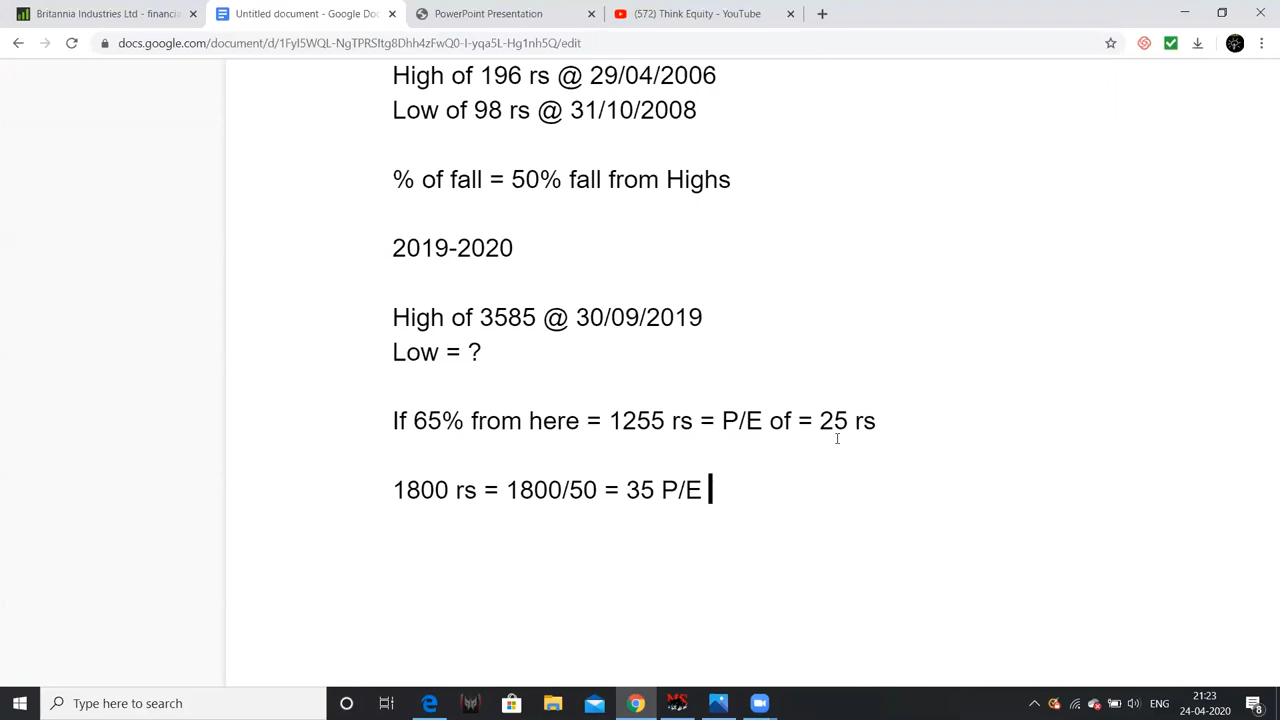 Britannia Industries Ltd - financia
Untitled document - Google Doc
PowerPoint Presentation
(572) Think Equity - YouTube
docs.google.com/document/d/1FyI5WQL-NgTPRSItg8Dhh4zFwQ0-I-yqa5L-Hg1nh5Q/edit
High of 196 rs @ 29/04/2006
Low of 98 rs @ 31/10/2008
% of fall = 50% fall from Highs
2019-2020
High of 3585 @ 30/09/2019
Low = ?
If 65% from here = 1255 rs = P/E of = 25 rs
1800 rs = 1800/50 = 35 P/E
Type here to search
ENG
21:23
24-04-2020
8